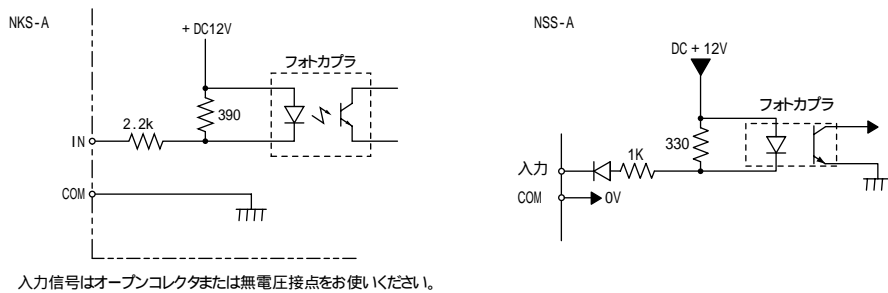 NKS-A
+DC12V
フォトカプラ
390
2.2k
IN
COM
入力信号はオープンコレクタまたは無電圧接点をお使いください。
NSS-A
DC+12V
フォトカプラ
330
1K
入力
COM
0V